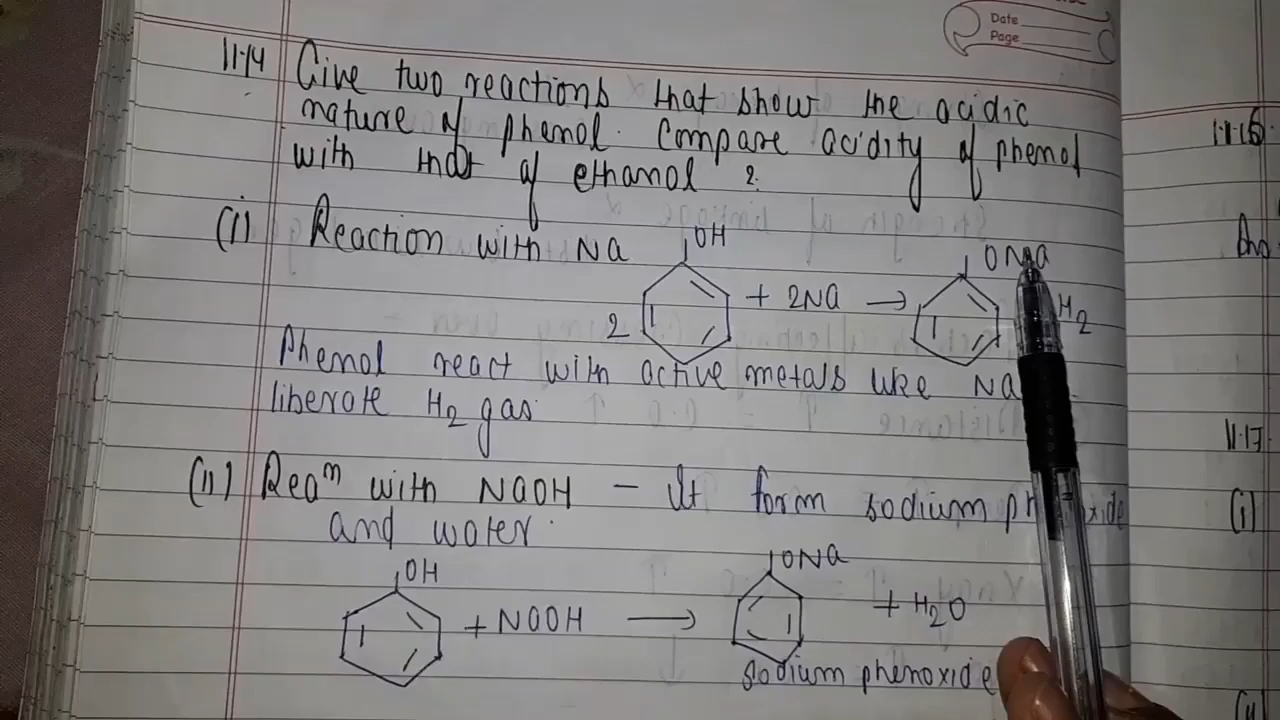 Date
Page
11.14 Give two reactions that show the acidic
nature of phenol. Compare acidity of phenol
with that of ethanol ?
(i) Reaction with Na
OH
2 + 2Na → ONa H2
Phenol react with active metals like Na
liberate H2 gas.
(ii) Reaⁿ with NaOH – It form sodium
and water.
OH
+ NaOH → ONa + H2O
Sodium phenoxide
11.16
Ans
11.17
(i)
(ii)